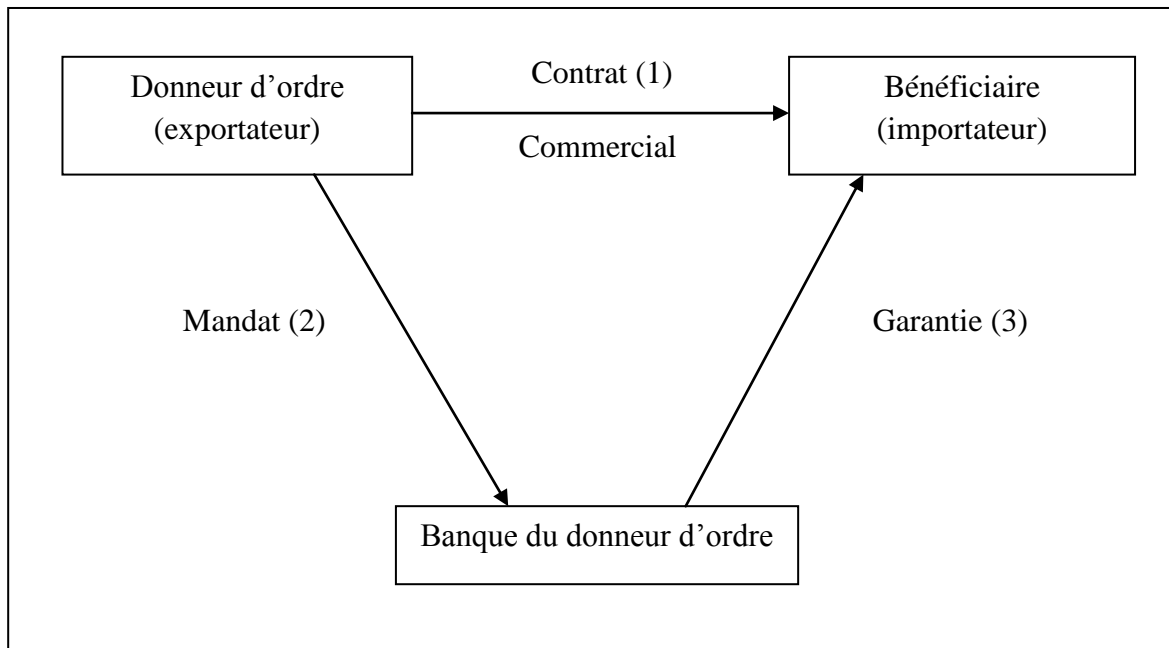 Donneur d’ordre
(exportateur)
Contrat (1)
Commercial
Bénéficiaire
(importateur)
Mandat (2)
Garantie (3)
Banque du donneur d’ordre